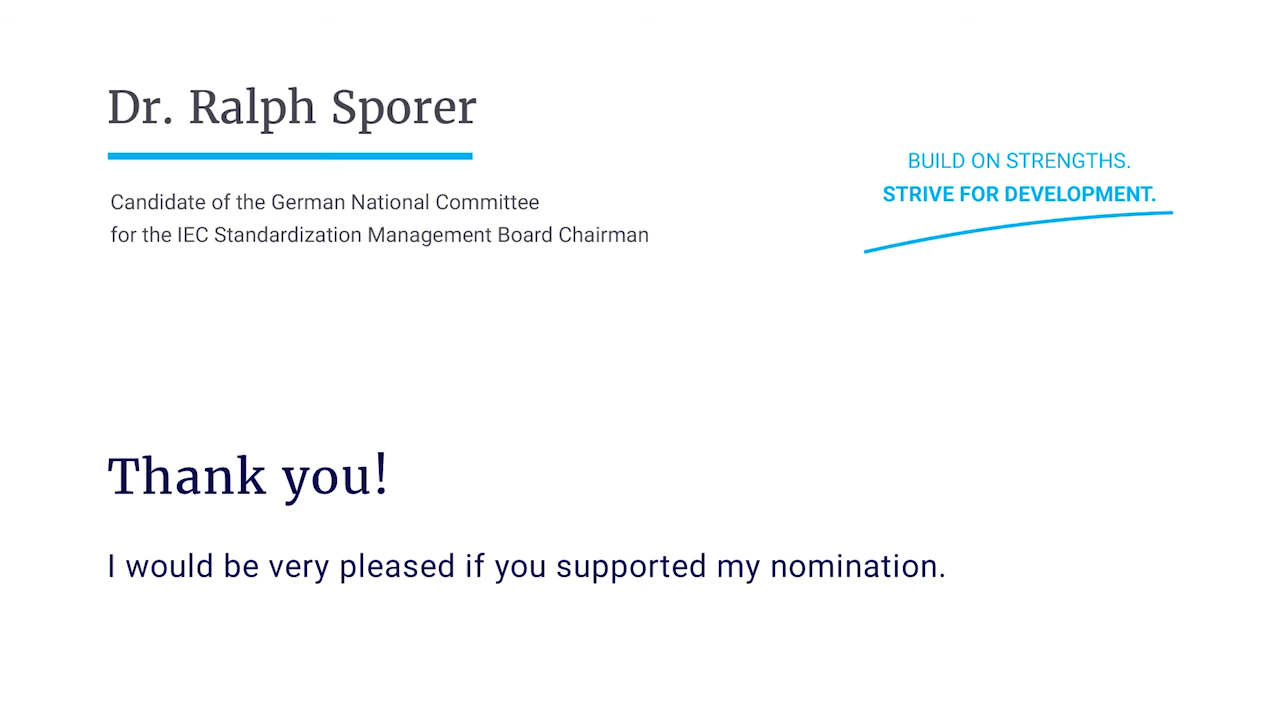 Dr. Ralph Sporer
Candidate of the German National Committee
for the IEC Standardization Management Board Chairman
BUILD ON STRENGTHS.
STRIVE FOR DEVELOPMENT.
Thank you!
I would be very pleased if you supported my nomination.